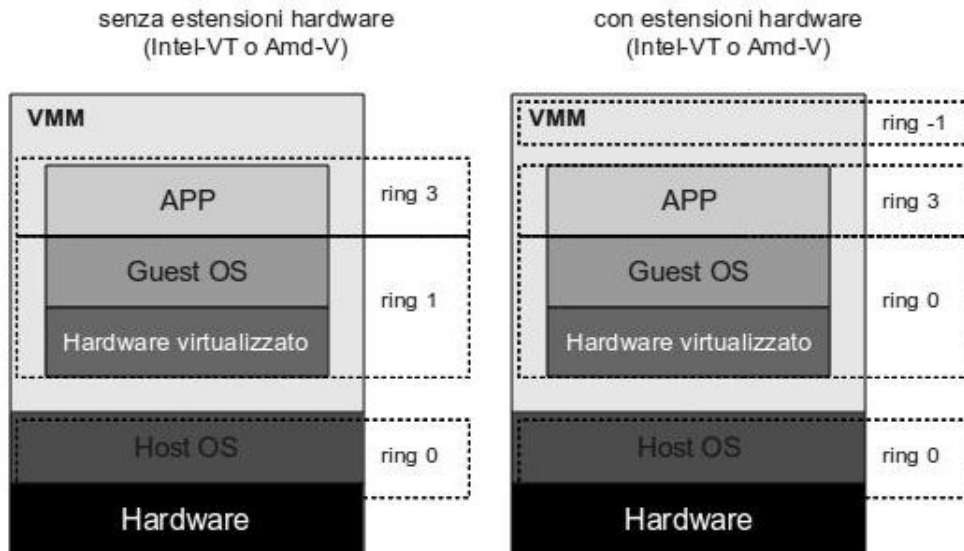 senza estensioni hardware
(Intel-VT o Amd-V)
VMM
APP
ring 3
Guest OS
ring 1
Hardware virtualizzato
Host OS
ring 0
Hardware
con estensioni hardware
(Intel-VT o Amd-V)
VMM
ring -1
APP
ring 3
Guest OS
ring 0
Hardware virtualizzato
Host OS
ring 0
Hardware